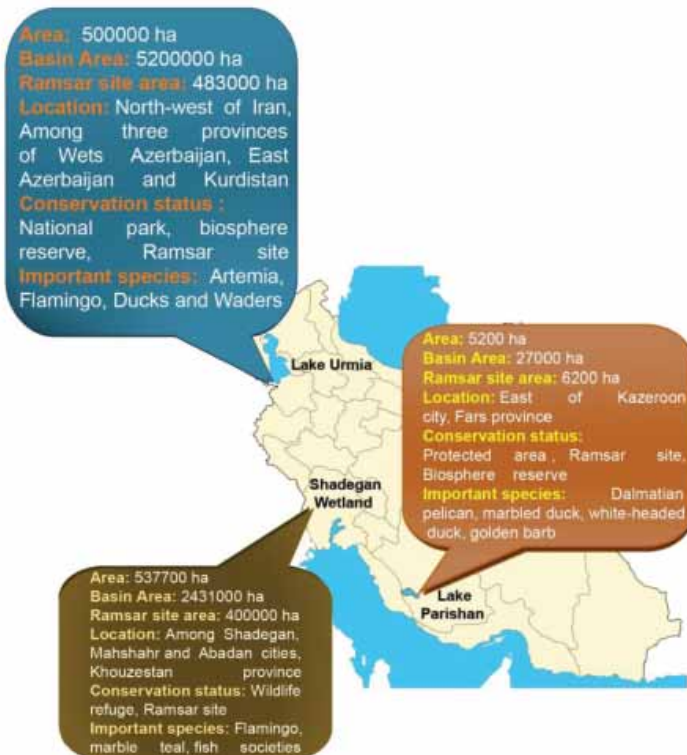 Area: 500000 ha
Basin Area: 5200000 ha
Ramsar site area: 483000 ha
Location: North-west of Iran,
Among three provinces
of Wets Azerbaijan, East
Azerbaijan and Kurdistan
Conservation status :
National park, biosphere
reserve, Ramsar site
Important species: Artemia,
Flamingo, Ducks and Waders
Lake Urmia
Area: 5200 ha
Basin Area: 27000 ha
Ramsar site area: 6200 ha
Location: East of Kazeroon
city, Fars province
Conservation status:
Protected area , Ramsar site,
Biosphere reserve
Important species: Dalmatian
pelican, marbled duck, white-headed
duck, golden barb
Shadegan
Wetland
Lake
Parishan
Area: 537700 ha
Basin Area: 2431000 ha
Ramsar site area: 400000 ha
Location: Among Shadegan,
Mahshahr and Abadan cities,
Khouzestan province
Conservation status: Wildlife
refuge, Ramsar site
Important species: Flamingo,
marble teal, fish societies